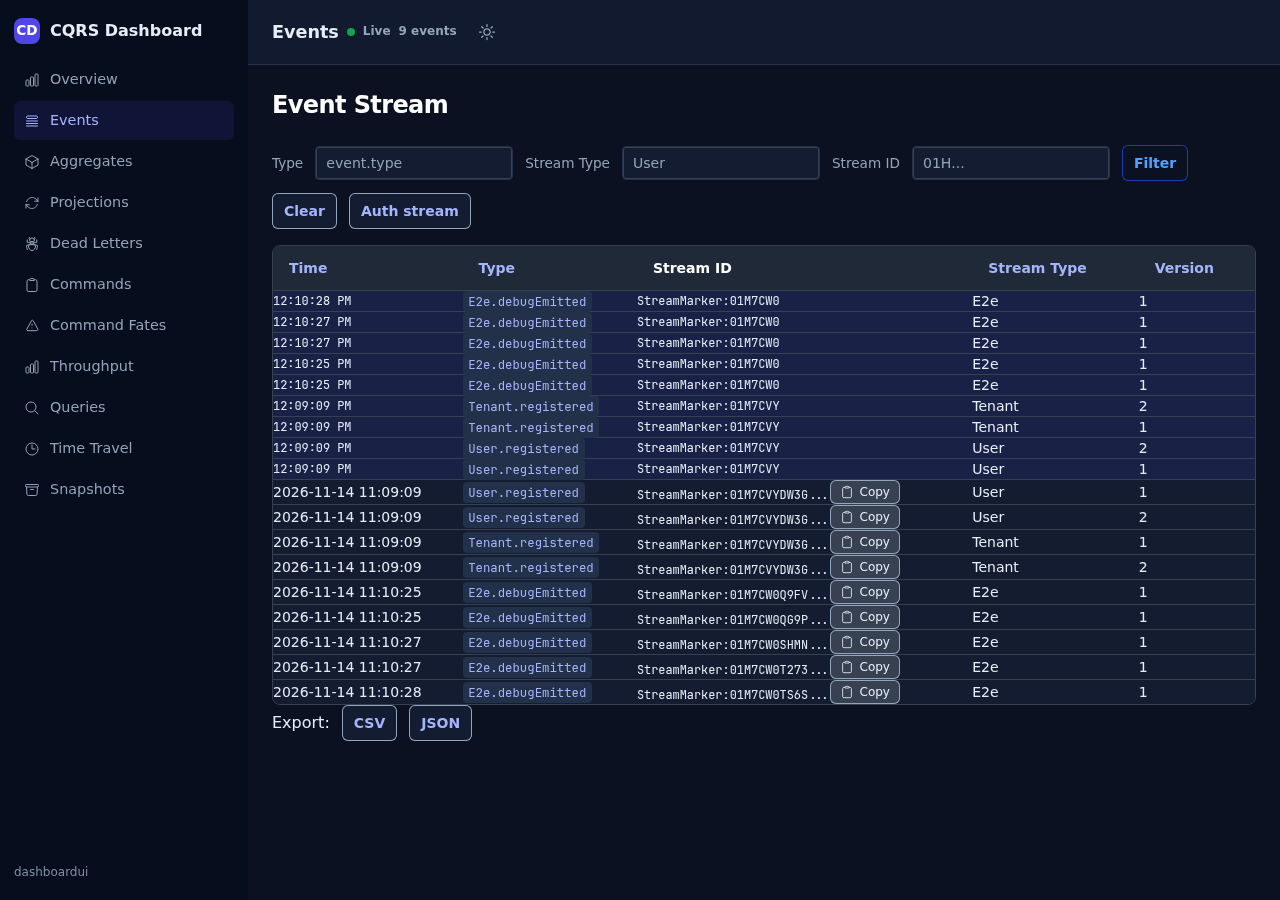 CD CQRS Dashboard
Overview
Events
Aggregates
Projections
Dead Letters
Commands
Command Fates
Throughput
Queries
Time Travel
Snapshots
dashboardui
Events Live 9 events
Event Stream
Type event.type Stream Type User Stream ID 01H... Filter
Clear Auth stream
Time Type Stream ID Stream Type Version
12:10:28 PM E2e.debugEmitted StreamMarker:01M7CW0 E2e 1
12:10:27 PM E2e.debugEmitted StreamMarker:01M7CW0 E2e 1
12:10:27 PM E2e.debugEmitted StreamMarker:01M7CW0 E2e 1
12:10:25 PM E2e.debugEmitted StreamMarker:01M7CW0 E2e 1
12:10:25 PM E2e.debugEmitted StreamMarker:01M7CW0 E2e 1
12:09:09 PM Tenant.registered StreamMarker:01M7CVY Tenant 2
12:09:09 PM Tenant.registered StreamMarker:01M7CVY Tenant 1
12:09:09 PM User.registered StreamMarker:01M7CVY User 2
12:09:09 PM User.registered StreamMarker:01M7CVY User 1
2026-11-14 11:09:09 User.registered StreamMarker:01M7CVYDW3G... Copy User 1
2026-11-14 11:09:09 User.registered StreamMarker:01M7CVYDW3G... Copy User 2
2026-11-14 11:09:09 Tenant.registered StreamMarker:01M7CVYDW3G... Copy Tenant 1
2026-11-14 11:09:09 Tenant.registered StreamMarker:01M7CVYDW3G... Copy Tenant 2
2026-11-14 11:10:25 E2e.debugEmitted StreamMarker:01M7CW0Q9FV... Copy E2e 1
2026-11-14 11:10:25 E2e.debugEmitted StreamMarker:01M7CW0QG9P... Copy E2e 1
2026-11-14 11:10:27 E2e.debugEmitted StreamMarker:01M7CW0SHMN... Copy E2e 1
2026-11-14 11:10:27 E2e.debugEmitted StreamMarker:01M7CW0T273... Copy E2e 1
2026-11-14 11:10:28 E2e.debugEmitted StreamMarker:01M7CW0TS6S... Copy E2e 1
Export: CSV JSON